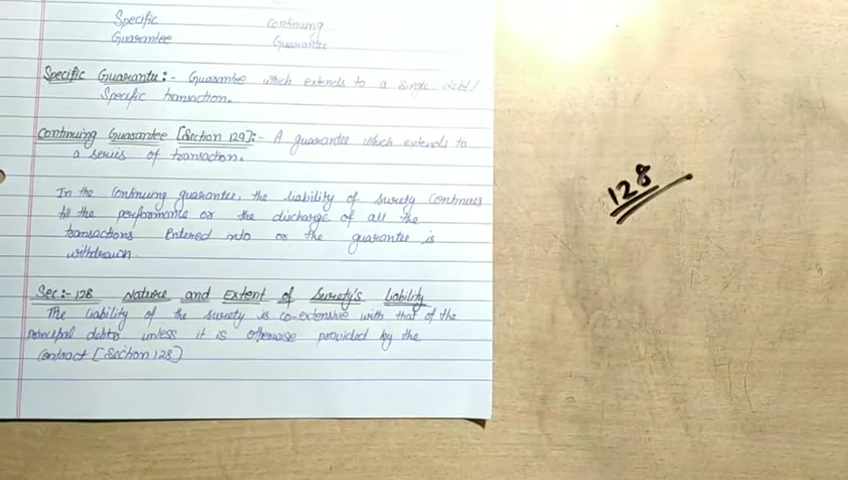 Specific Continuing
Guarantee Guarantee
Specific Guarantee:- Guarantee which extends to a single debt/
Specific transaction.
Continuing Guarantee [Section 129]:- A guarantee which extends to
a series of transaction.
In the Continuing guarantee, the liability of surety continues
till the performance or the discharge of all the
transactions Entered into or the guarantee is
withdrawn.
Sec:-128 Nature and Extent of Surety's Liability
The liability of the surety is co-extensive with that of the
principal debto unless it is otherwise provided by the
Contract [Section 128]
128